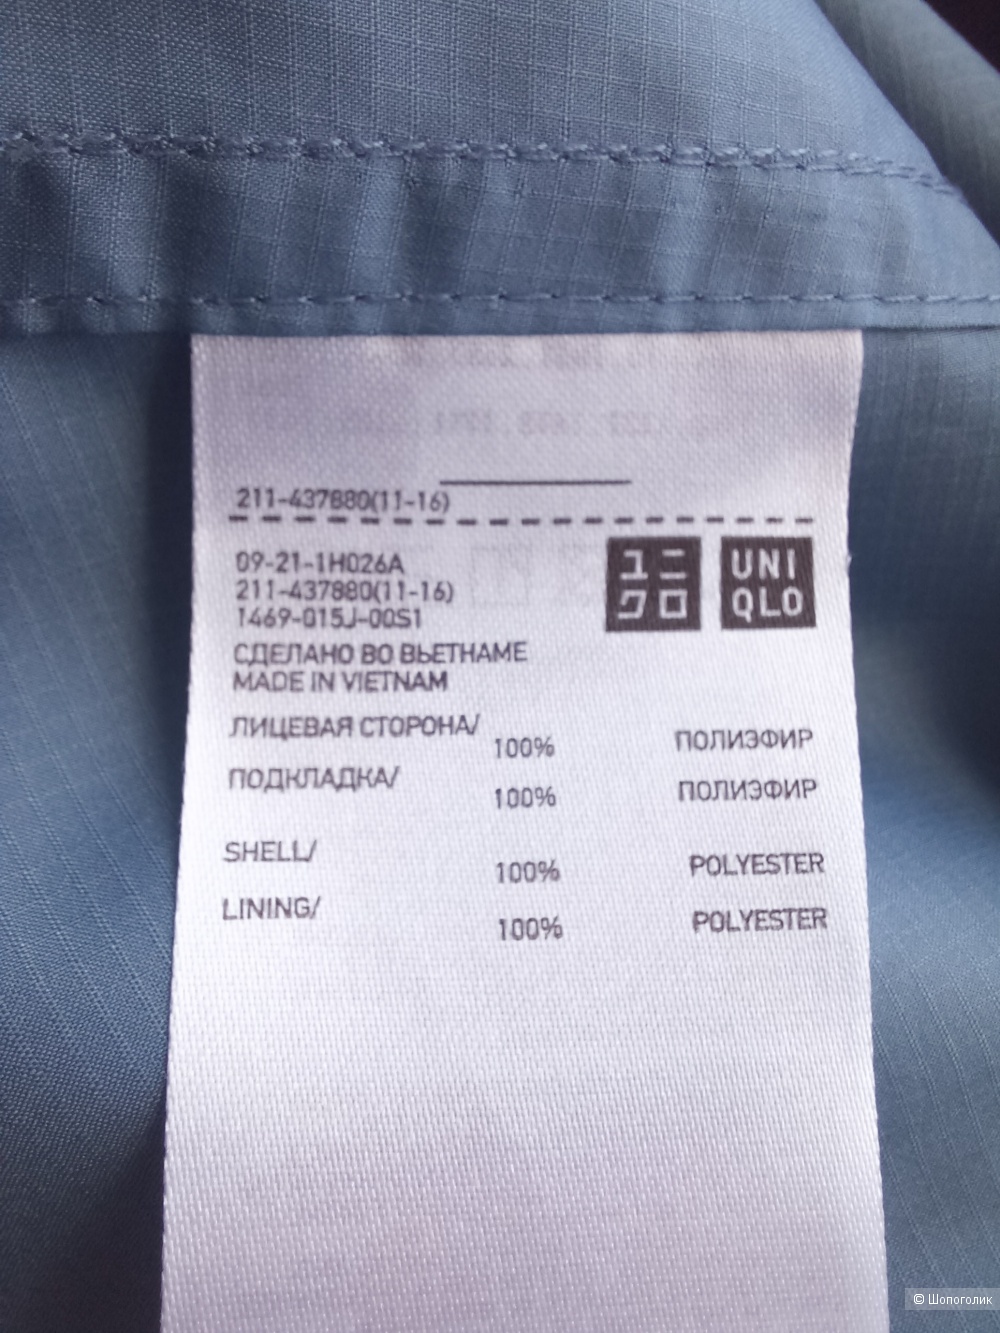 211-437880(11-16)
09-21-1H026A
211-437880(11-16)
1469-015J-00S1
ユニ
クロ
UNI
QLO
СДЕЛАНО ВО ВЬЕТНАМЕ
MADE IN VIETNAM
ЛИЦЕВАЯ СТОРОНА/
100% ПОЛИЭФИР
ПОДКЛАДКА/
100% ПОЛИЭФИР
SHELL/
100% POLYESTER
LINING/
100% POLYESTER
© Шопоголик